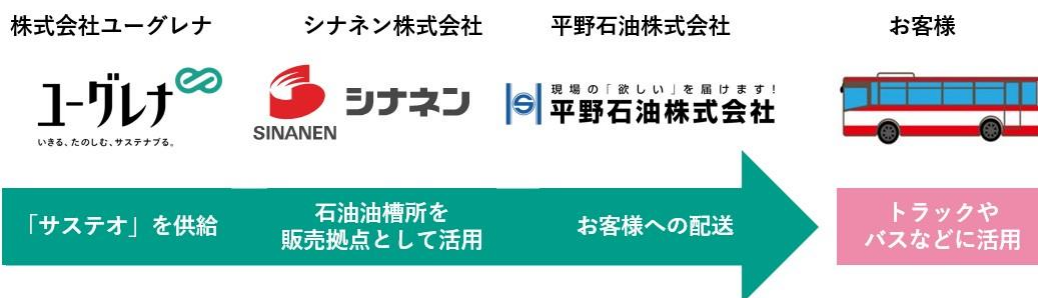 株式会社ユーグレナ
シナネン株式会社
平野石油株式会社
お客様
ユーグレナ
いきる、たのしむ、サステナブる。
SINANEN
シナネン
現場の「欲しい」を届けます!
平野石油株式会社
「サステオ」を供給
石油油槽所を
販売拠点として活用
お客様への配送
トラックや
バスなどに活用